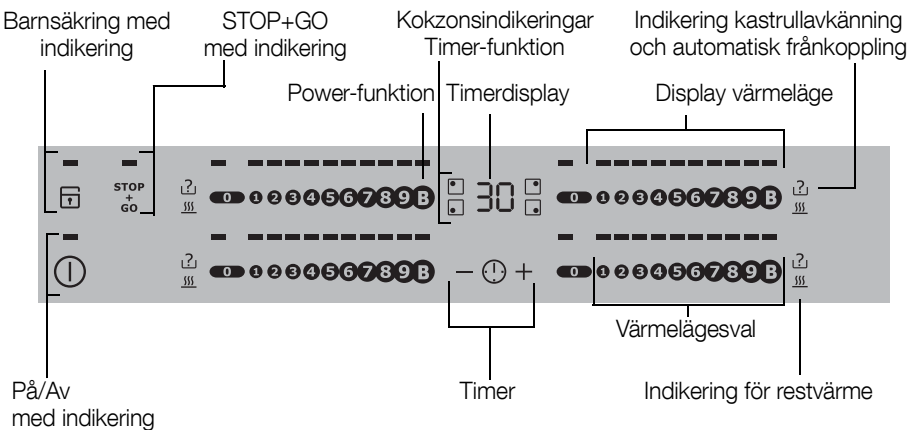 Barnsäkring med
indikering
STOP+GO
med indikering
Kokzonsindikeringar
Timer-funktion
Indikering kastrullavkänning
och automatisk frånkoppling
Power-funktion
Timerdisplay
Display värmeläge
STOP
+
GO
?
0 1 2 3 4 5 6 7 8 9 B
30
0 1 2 3 4 5 6 7 8 9 B
?
?
0 1 2 3 4 5 6 7 8 9 B
− +
0 1 2 3 4 5 6 7 8 9 B
?
Värmelägesval
På/Av
med indikering
Timer
Indikering för restvärme